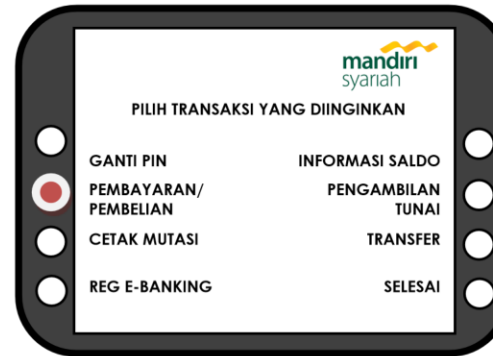 mandiri
syariah
PILIH TRANSAKSI YANG DIINGINKAN
GANTI PIN
INFORMASI SALDO
PEMBAYARAN/
PEMBELIAN
PENGAMBILAN
TUNAI
CETAK MUTASI
TRANSFER
REG E-BANKING
SELESAI